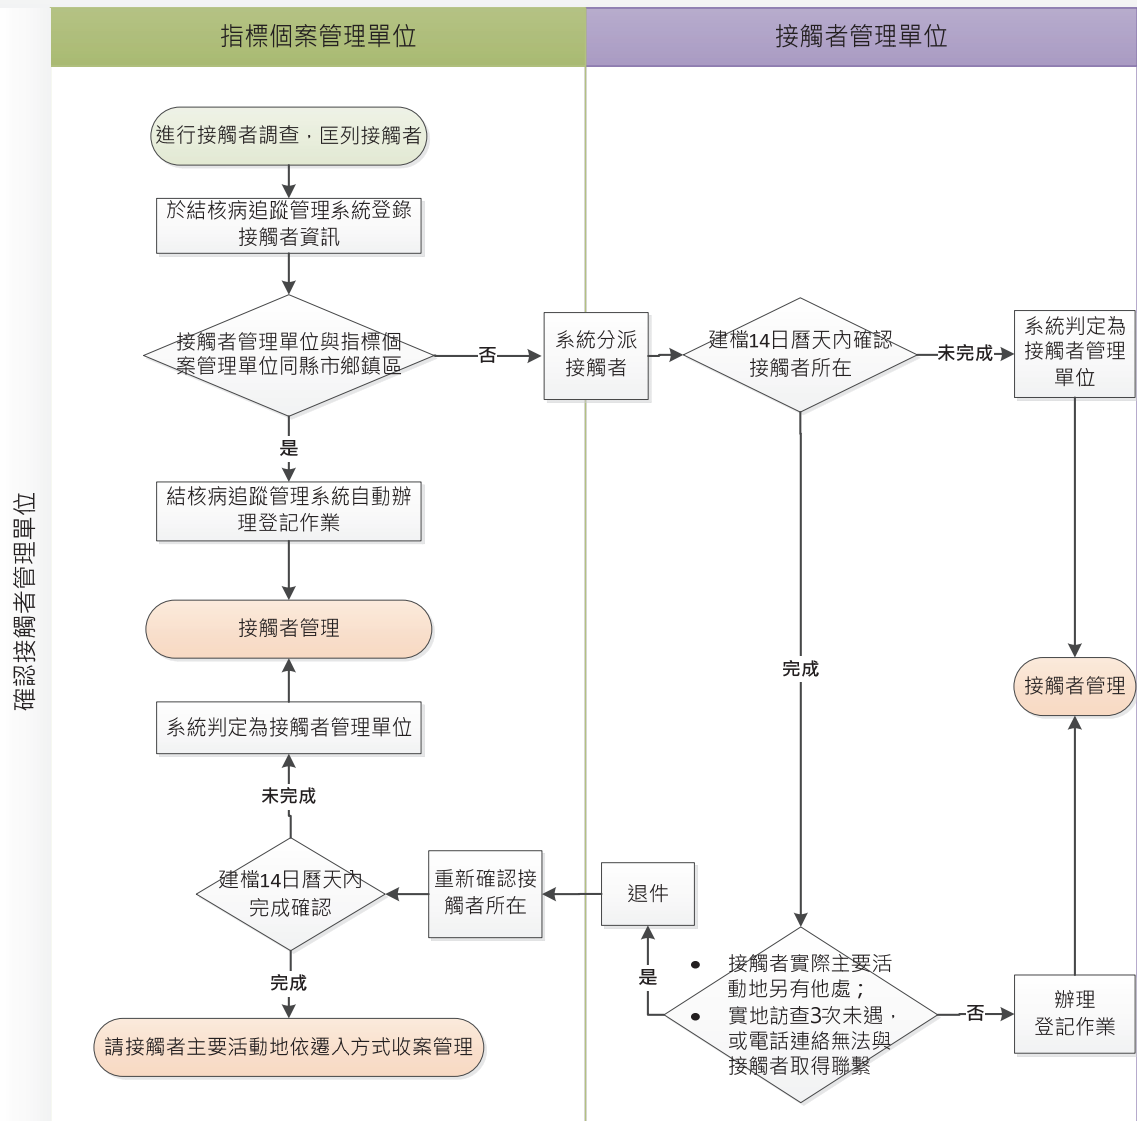 指標個案管理單位
接觸者管理單位
確認接觸者管理單位
進行接觸者調查，匡列接觸者
於結核病追蹤管理系統登錄
接觸者資訊
接觸者管理單位與指標個
案管理單位同縣市鄉鎮區
否
系統分派
接觸者
建檔14日曆天內確認
接觸者所在
未完成
系統判定為
接觸者管理
單位
是
結核病追蹤管理系統自動辦
理登記作業
接觸者管理
完成
接觸者管理
系統判定為接觸者管理單位
未完成
建檔14日曆天內
完成確認
重新確認接
觸者所在
退件
是
• 接觸者實際主要活
動地另有他處；
• 實地訪查3次未遇，
或電話連絡無法與
接觸者取得聯繫
否
辦理
登記作業
完成
請接觸者主要活動地依遷入方式收案管理